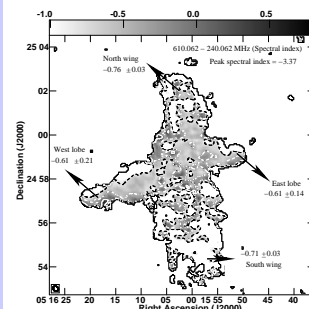 -1.0 -0.5 0.0 0.5
610.062 − 240.062 MHz (Spectral index)
Peak spectral index = −3.37
North wing
−0.76 ±0.03
West lobe
−0.61 ±0.21
East lobe
−0.61 ±0.14
−0.71 ±0.03
South wing
Declination (J2000)
25 04
02
00
24 58
56
54
05 16 25 20 15 10 05 00 15 55 50 45 40
Right Ascension (J2000)